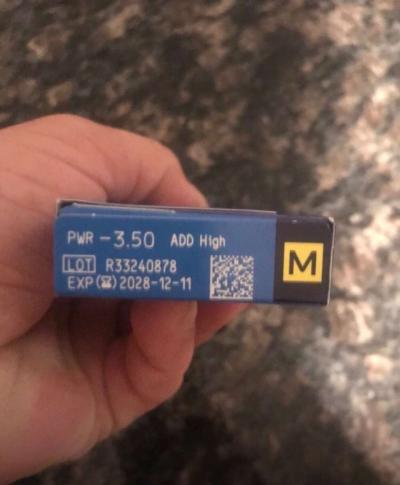 PWR -3.50 ADD High
LOT R33240878
EXP 2028-12-11
M